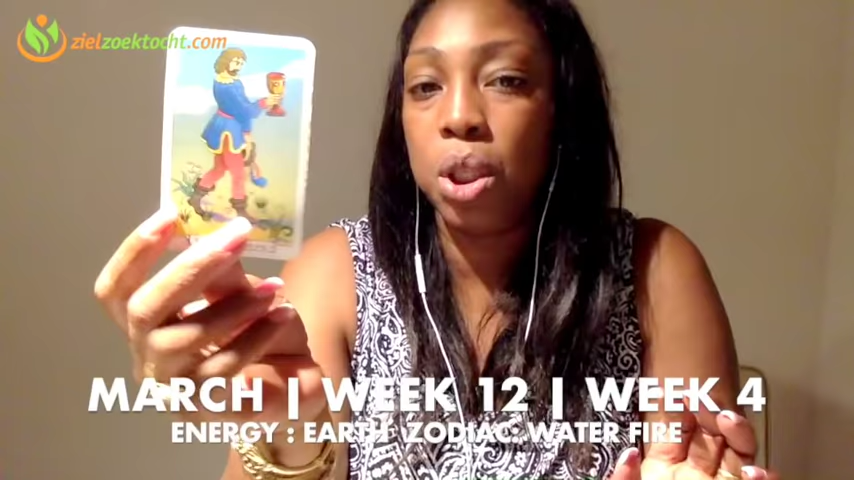 zielzoektocht.com
MARCH | WEEK 12 | WEEK 4
ENERGY : EARTH ZODIAC: WATER FIRE